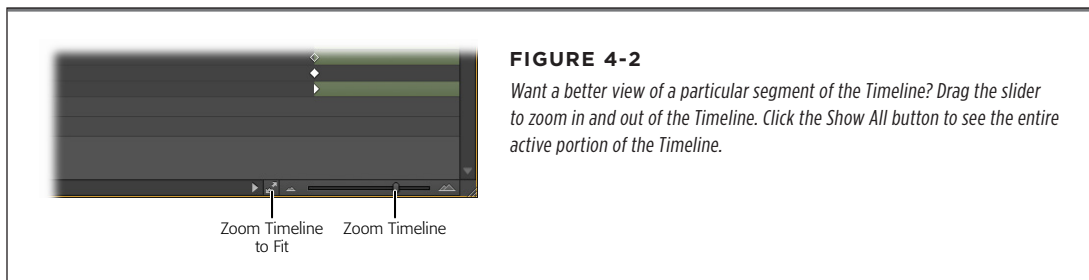 FIGURE 4-2
Want a better view of a particular segment of the Timeline? Drag the slider
to zoom in and out of the Timeline. Click the Show All button to see the entire
active portion of the Timeline.
Zoom Timeline
to Fit
Zoom Timeline